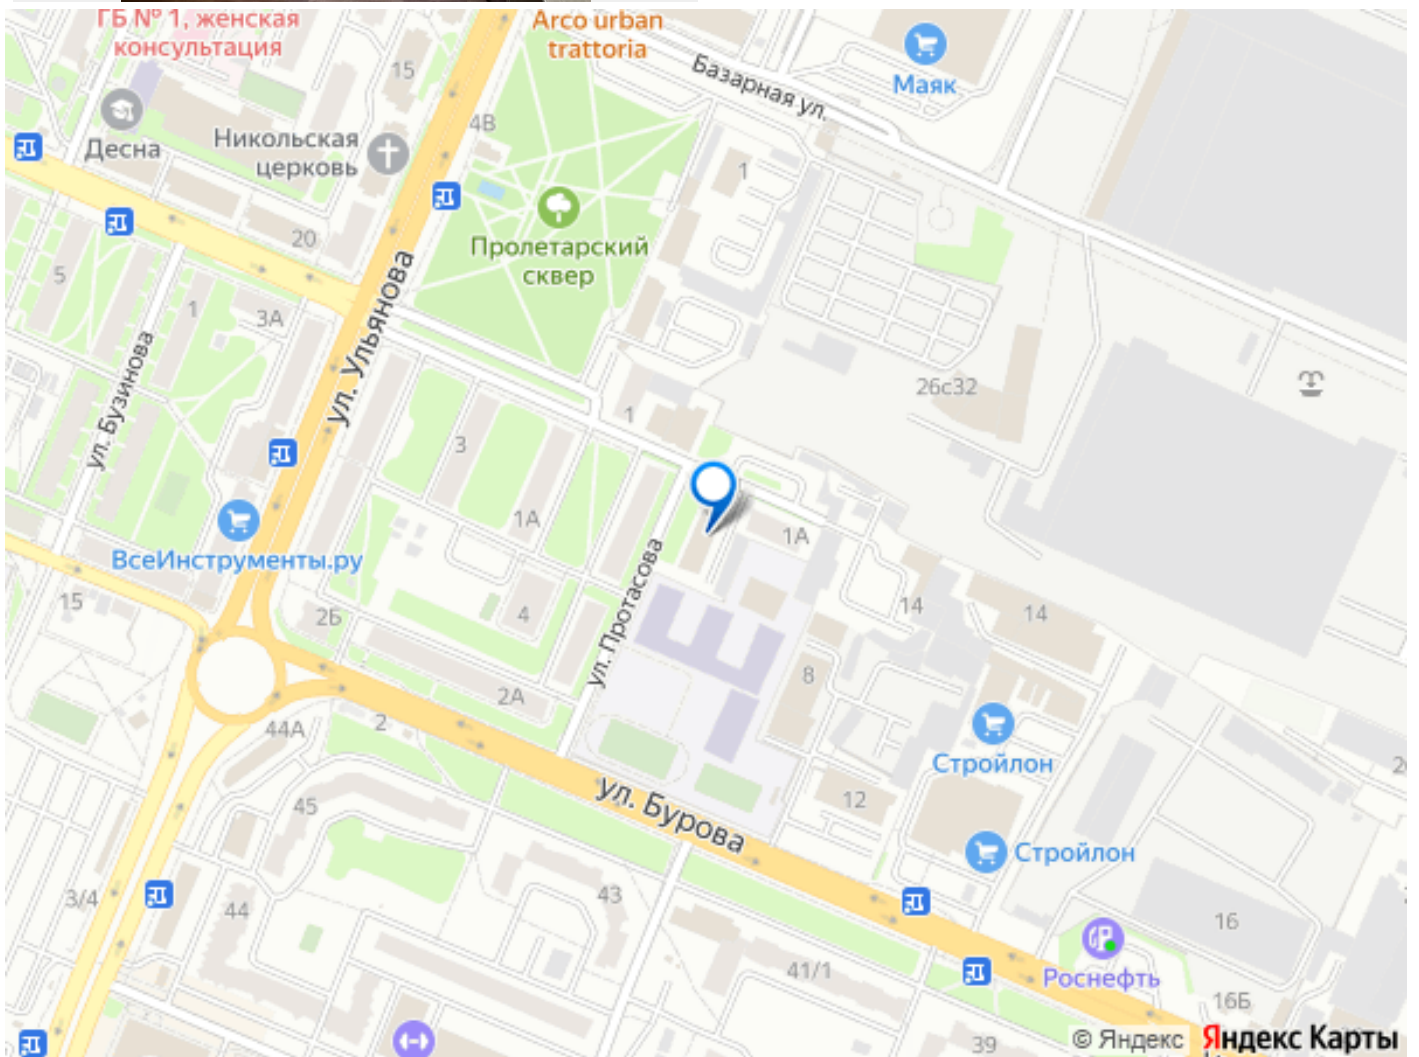 ГБ № 1, женская
консультация
Arco urban
trattoria
15
Базарная ул.
Маяк
4В
Десна
Никольская
церковь
1
20
Пролетарский
сквер
5
1
3А
ул. Ульянова
ул. Бузинова
26с32
1
3
1А
1А
ВсеИнструменты.ру
ул. Протасова
15
2Б
4
14
14
8
2А
44А
2
Стройлон
45
ул. Бурова
12
Стройлон
3/4
44
43
16
41/1
Роснефть
16Б
39
© Яндекс Яндекс Карты